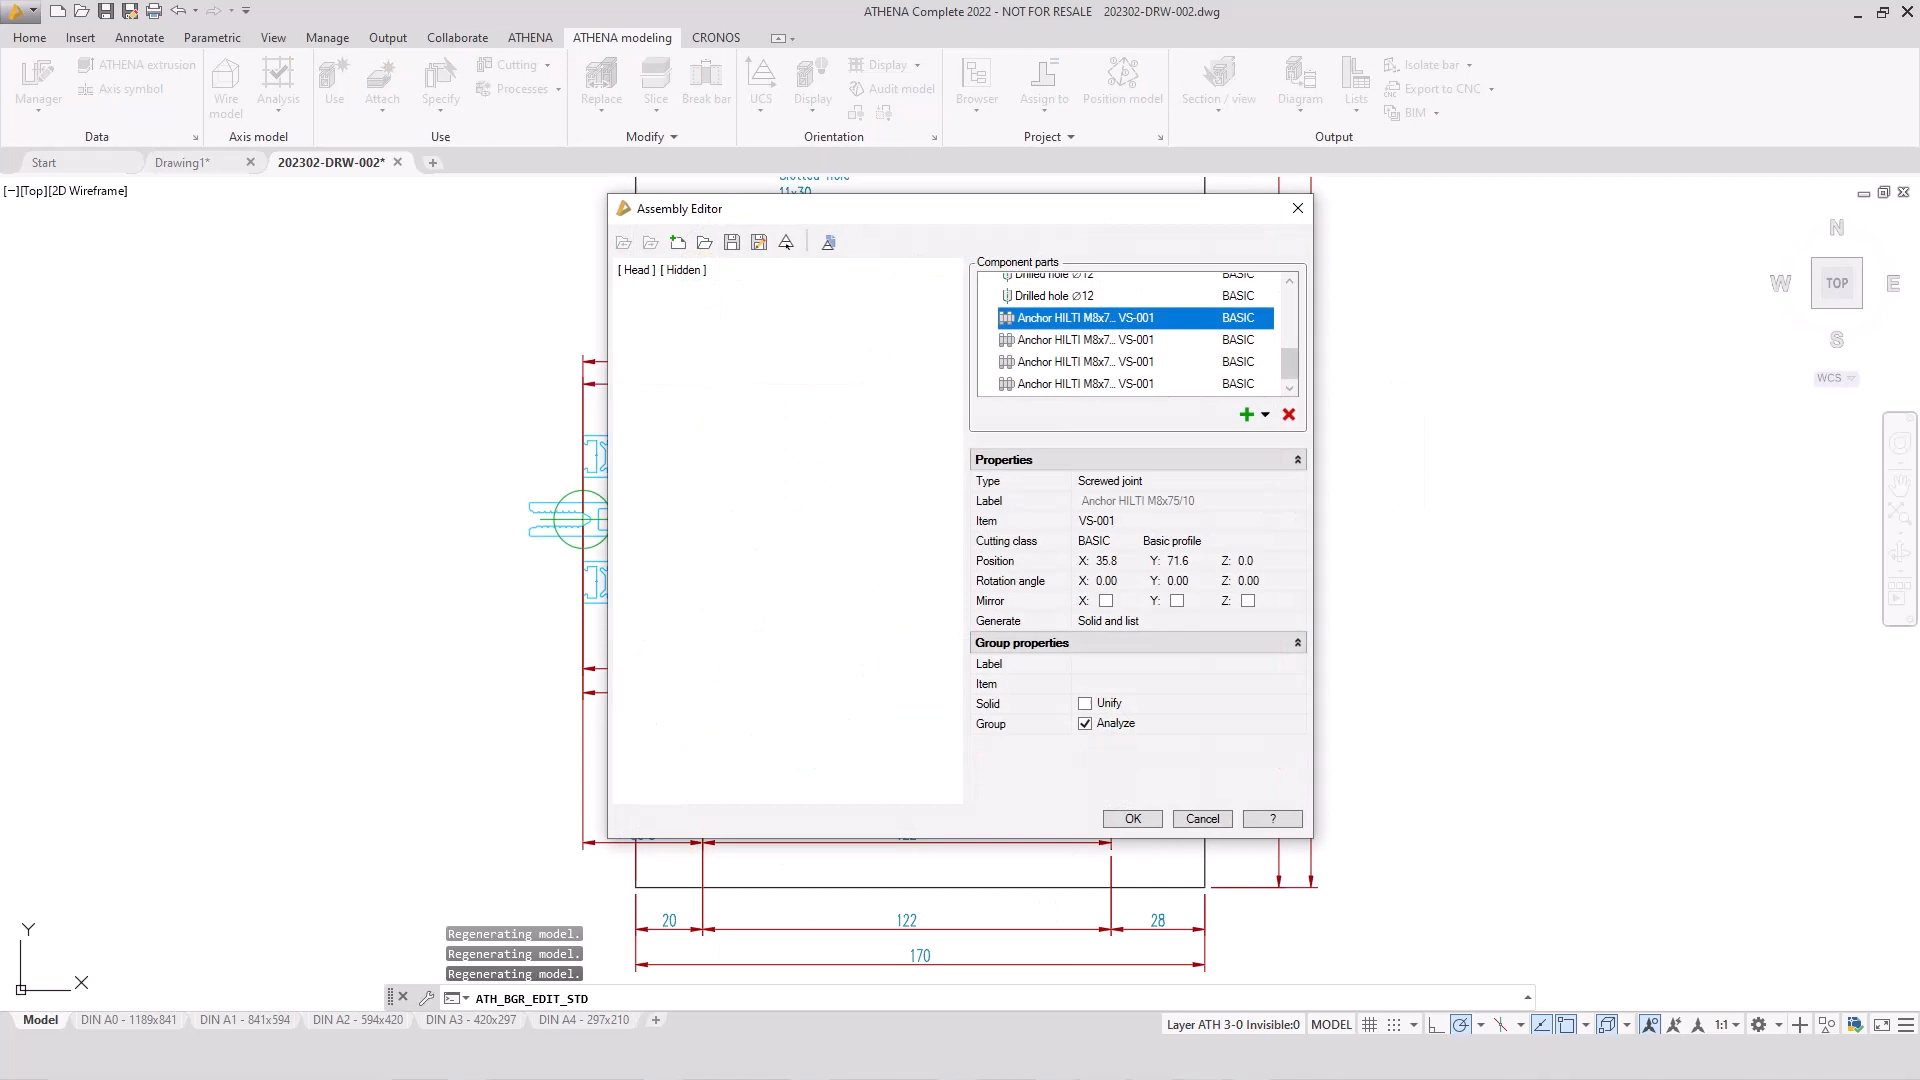 ATHENA Complete 2022 - NOT FOR RESALE 202302-DRW-002.dwg
Home Insert Annotate Parametric View Manage Output Collaborate ATHENA ATHENA modeling CRONOS
Manager
ATHENA extrusion
Axis symbol
Wire model
Analysis
Use
Attach
Specify
Cutting
Processes
Replace
Slice
Break bar
UCS
Display
Display
Audit model
Browser
Assign to
Position model
Section / view
Diagram
Lists
Isolate bar
Export to CNC
BIM
Data Axis model Use Modify Orientation Project Output
Start Drawing1* 202302-DRW-002*
[−][Top][2D Wireframe]
11x30
Assembly Editor
[ Head ] [ Hidden ]
Component parts
Drilled hole ∅12 BASIC
Drilled hole ∅12 BASIC
Anchor HILTI M8x7... VS-001 BASIC
Anchor HILTI M8x7... VS-001 BASIC
Anchor HILTI M8x7... VS-001 BASIC
Anchor HILTI M8x7... VS-001 BASIC
Properties
Type Screwed joint
Label Anchor HILTI M8x75/10
Item VS-001
Cutting class BASIC Basic profile
Position X: 35.8 Y: 71.6 Z: 0.0
Rotation angle X: 0.00 Y: 0.00 Z: 0.00
Mirror X: Y: Z:
Generate Solid and list
Group properties
Label
Item
Solid Unify
Group Analyze
OK Cancel ?
N
W TOP E
S
WCS
20 122 28
170
Regenerating model.
Regenerating model.
Regenerating model.
Y
X
ATH_BGR_EDIT_STD
Model DIN A0 - 1189x841 DIN A1 - 841x594 DIN A2 - 594x420 DIN A3 - 420x297 DIN A4 - 297x210
Layer ATH 3-0 Invisible:0 MODEL 1:1